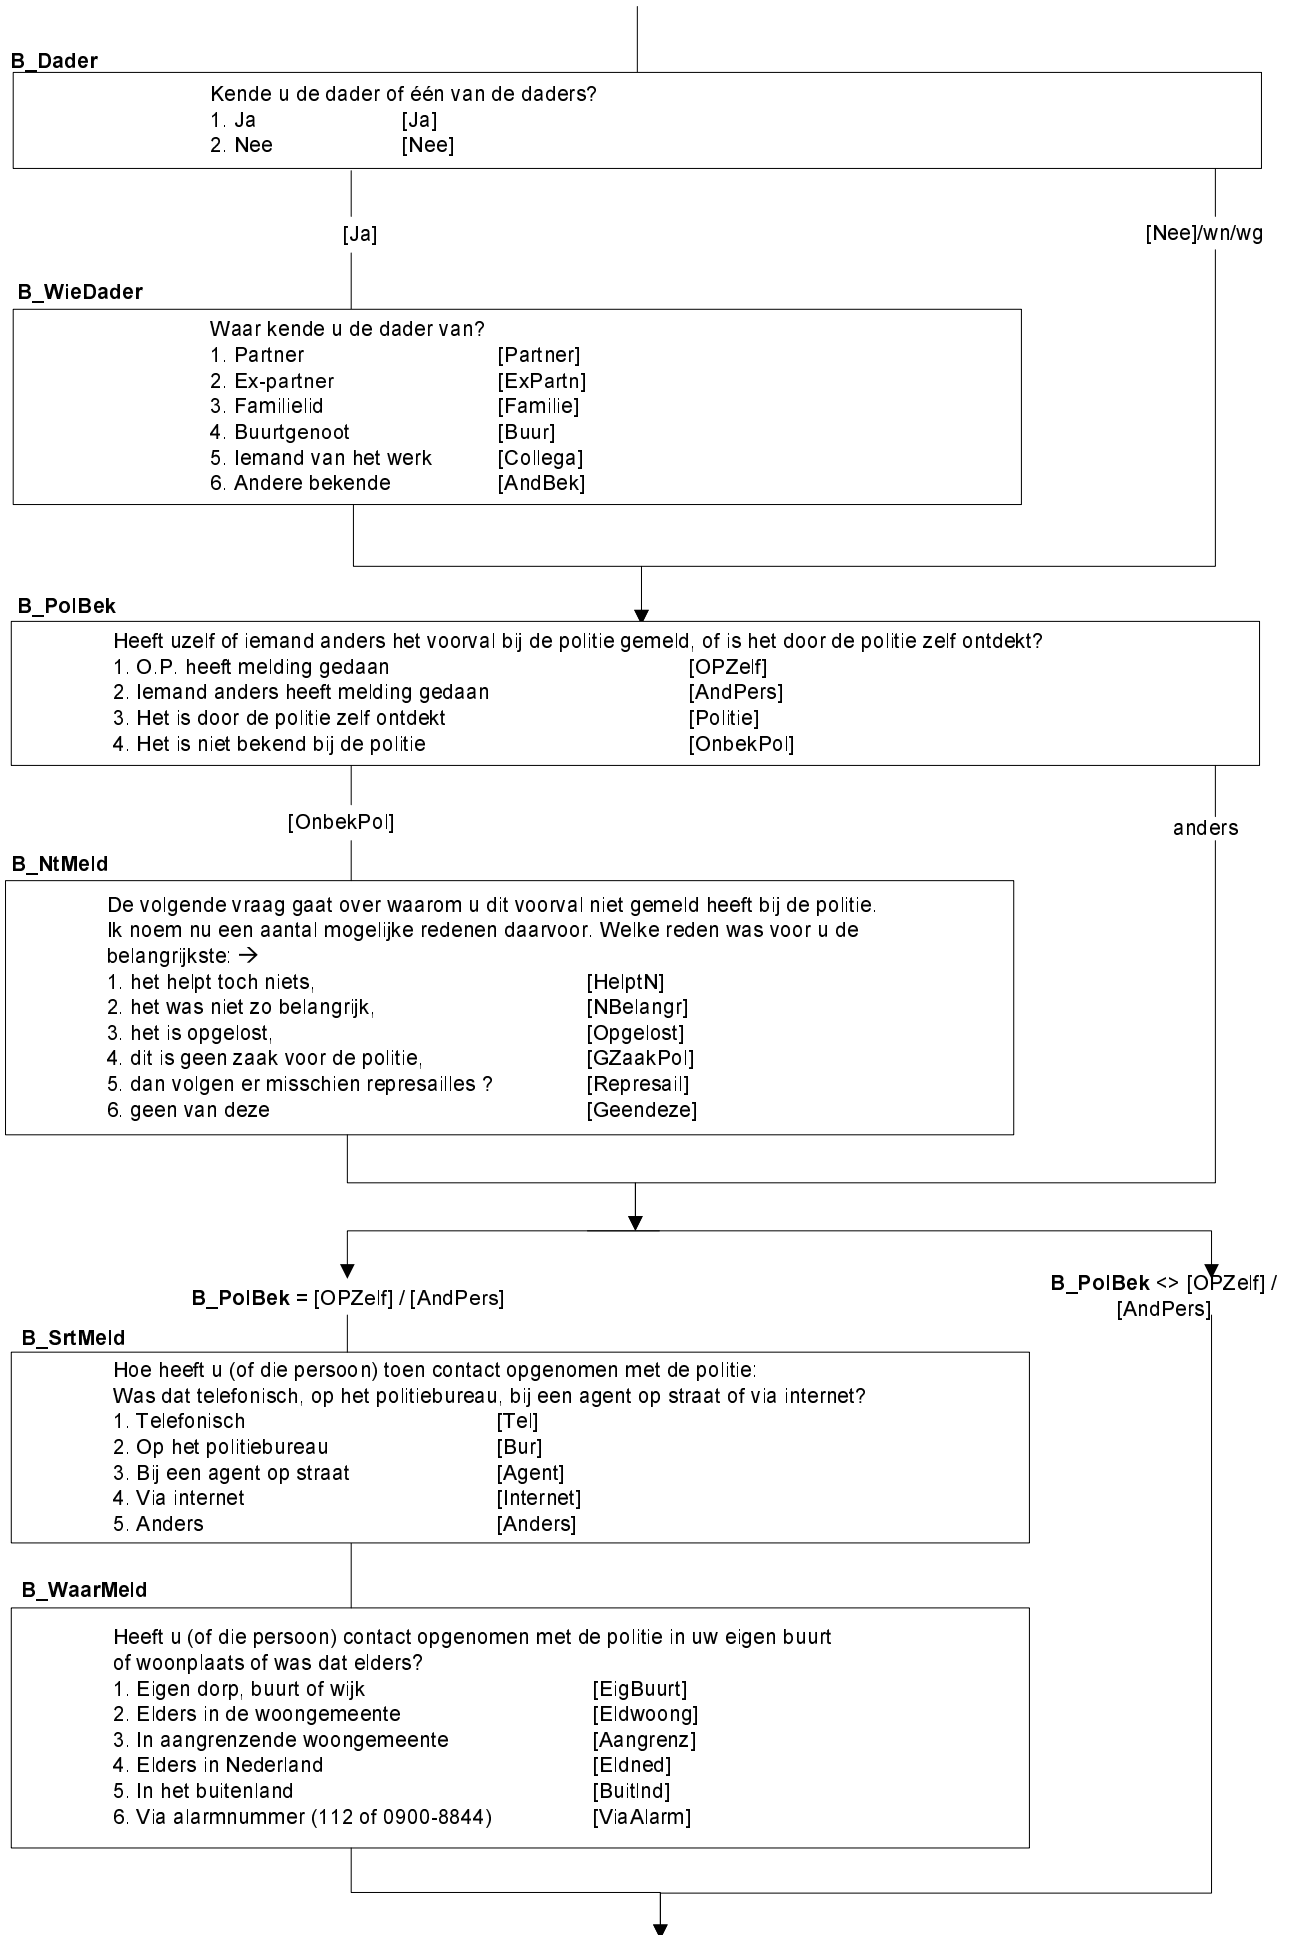 B_Dader
Kende u de dader of één van de daders?
1. Ja [Ja]
2. Nee [Nee]
[Ja] [Nee]/wn/wg
B_WieDader
Waar kende u de dader van?
1. Partner [Partner]
2. Ex-partner [ExPartn]
3. Familielid [Familie]
4. Buurtgenoot [Buur]
5. Iemand van het werk [Collega]
6. Andere bekende [AndBek]
B_PolBek
Heeft uzelf of iemand anders het voorval bij de politie gemeld, of is het door de politie zelf ontdekt?
1. O.P. heeft melding gedaan [OPZelf]
2. Iemand anders heeft melding gedaan [AndPers]
3. Het is door de politie zelf ontdekt [Politie]
4. Het is niet bekend bij de politie [OnbekPol]
[OnbekPol] anders
B_NtMeld
De volgende vraag gaat over waarom u dit voorval niet gemeld heeft bij de politie.
Ik noem nu een aantal mogelijke redenen daarvoor. Welke reden was voor u de
belangrijkste: →
1. het helpt toch niets, [HelptN]
2. het was niet zo belangrijk, [NBelangr]
3. het is opgelost, [Opgelost]
4. dit is geen zaak voor de politie, [GZaakPol]
5. dan volgen er misschien represailles ? [Represail]
6. geen van deze [Geendeze]
B_PolBek = [OPZelf] / [AndPers]
B_PolBek <> [OPZelf] /
[AndPers]
B_SrtMeld
Hoe heeft u (of die persoon) toen contact opgenomen met de politie:
Was dat telefonisch, op het politiebureau, bij een agent op straat of via internet?
1. Telefonisch [Tel]
2. Op het politiebureau [Bur]
3. Bij een agent op straat [Agent]
4. Via internet [Internet]
5. Anders [Anders]
B_WaarMeld
Heeft u (of die persoon) contact opgenomen met de politie in uw eigen buurt
of woonplaats of was dat elders?
1. Eigen dorp, buurt of wijk [EigBuurt]
2. Elders in de woongemeente [Eldwoong]
3. In aangrenzende woongemeente [Aangrenz]
4. Elders in Nederland [Eldned]
5. In het buitenland [Buitlnd]
6. Via alarmnummer (112 of 0900-8844) [ViaAlarm]